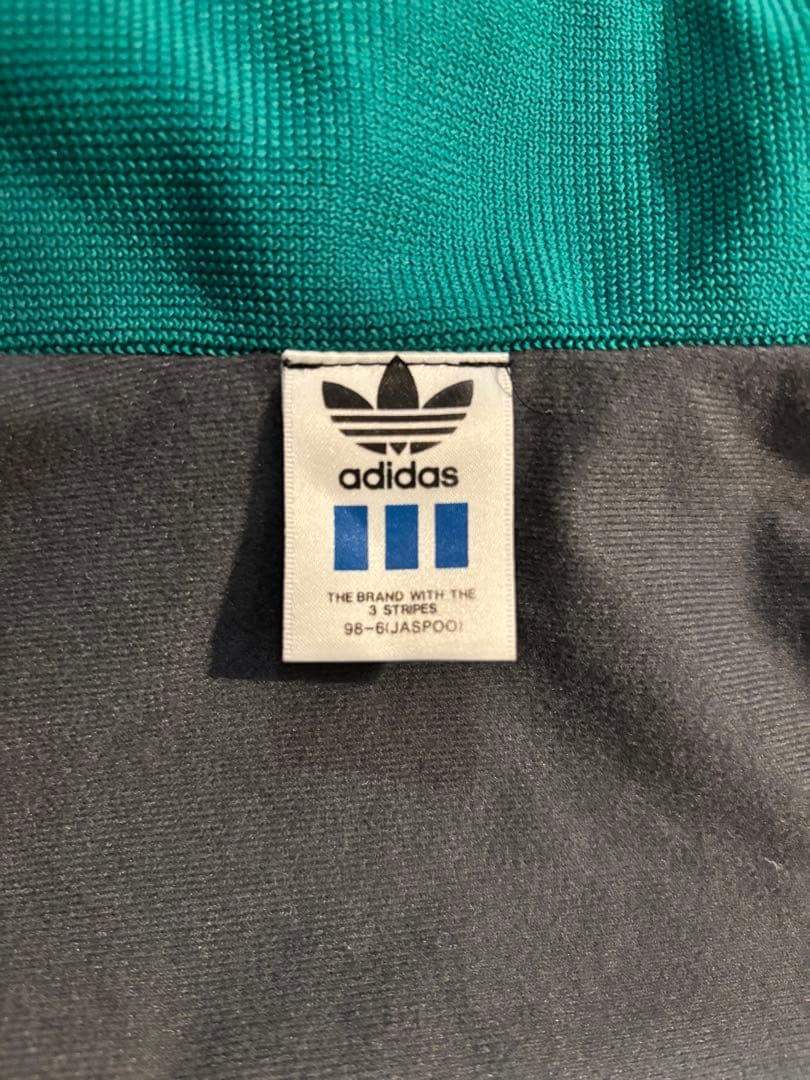 adidas
THE BRAND WITH THE
3 STRIPES
98-6(JASPOO)